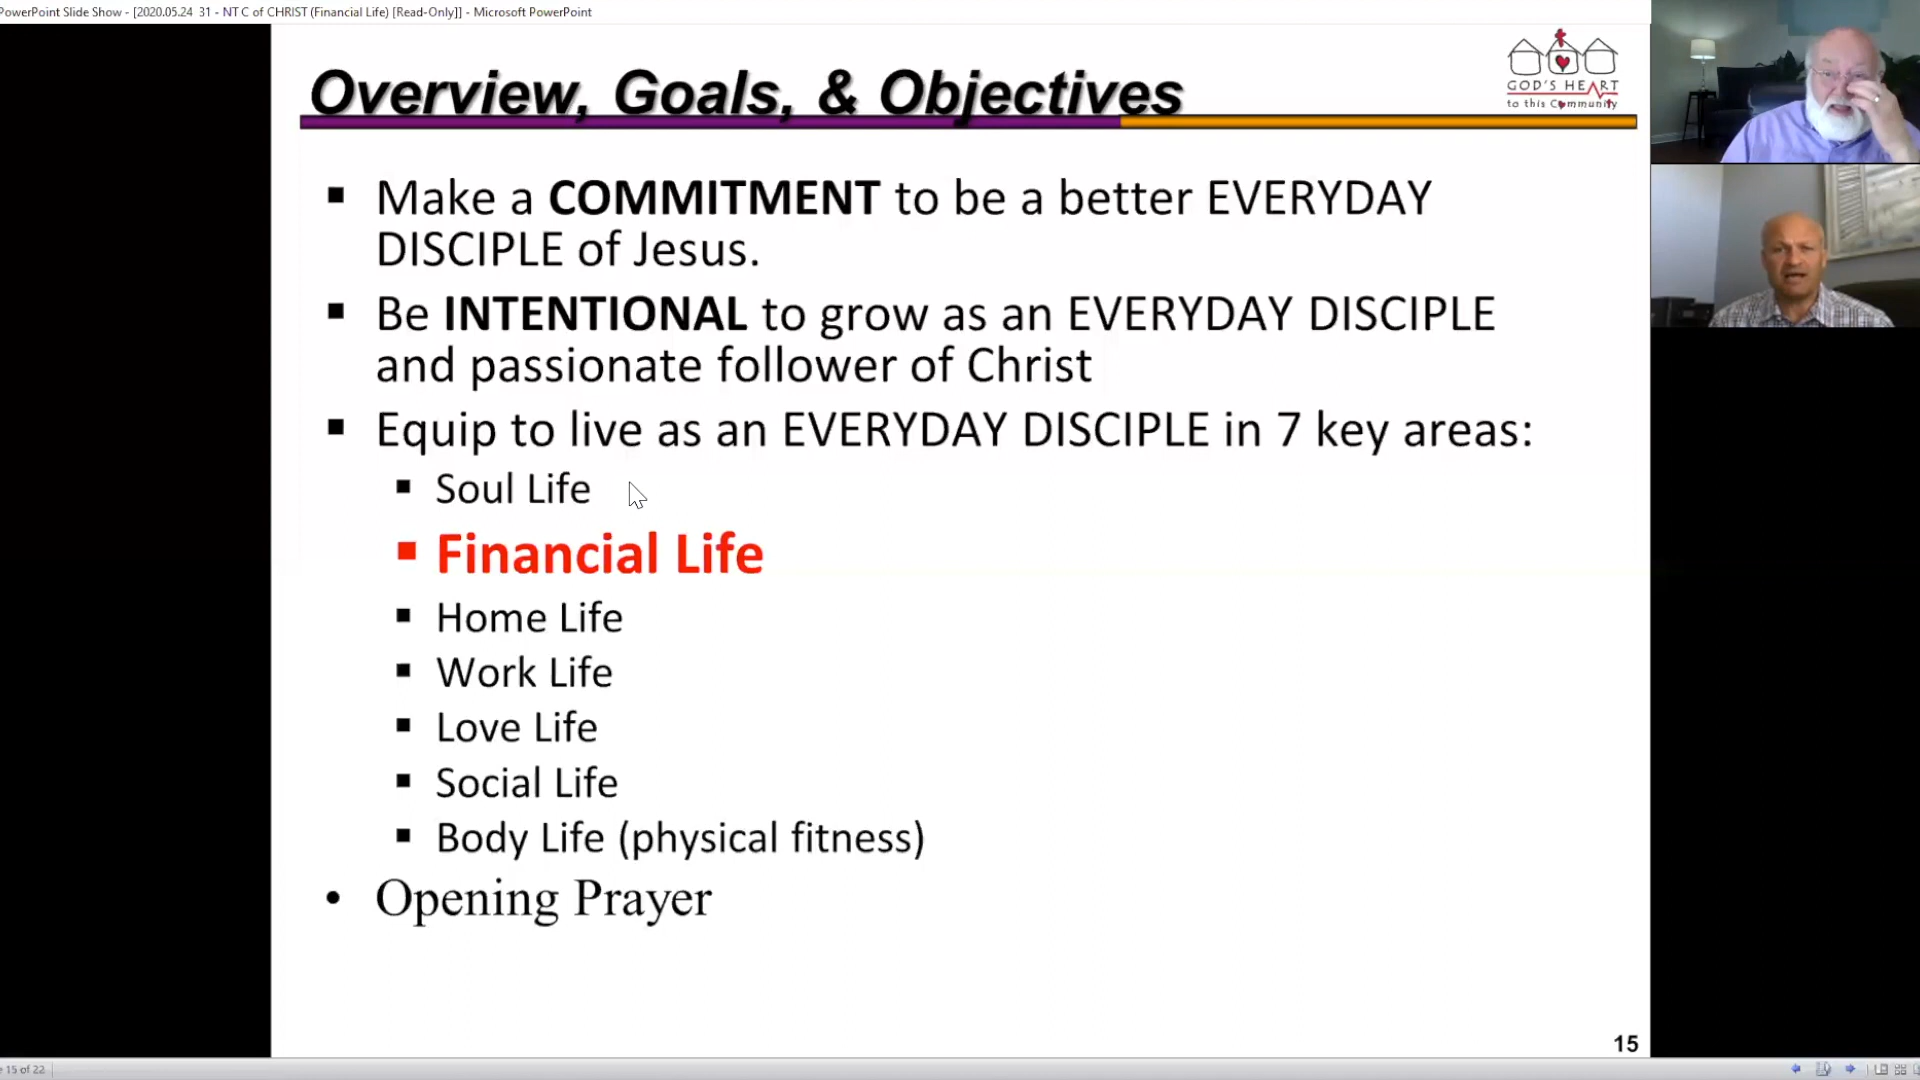 PowerPoint Slide Show - [2020.05.24 31 - NT C of CHRIST (Financial Life) [Read-Only]] - Microsoft PowerPoint
Overview, Goals, & Objectives
GOD'S HEART
to this Community
Make a COMMITMENT to be a better EVERYDAY
DISCIPLE of Jesus.
Be INTENTIONAL to grow as an EVERYDAY DISCIPLE
and passionate follower of Christ
Equip to live as an EVERYDAY DISCIPLE in 7 key areas:
Soul Life
Financial Life
Home Life
Work Life
Love Life
Social Life
Body Life (physical fitness)
Opening Prayer
15
15 of 22